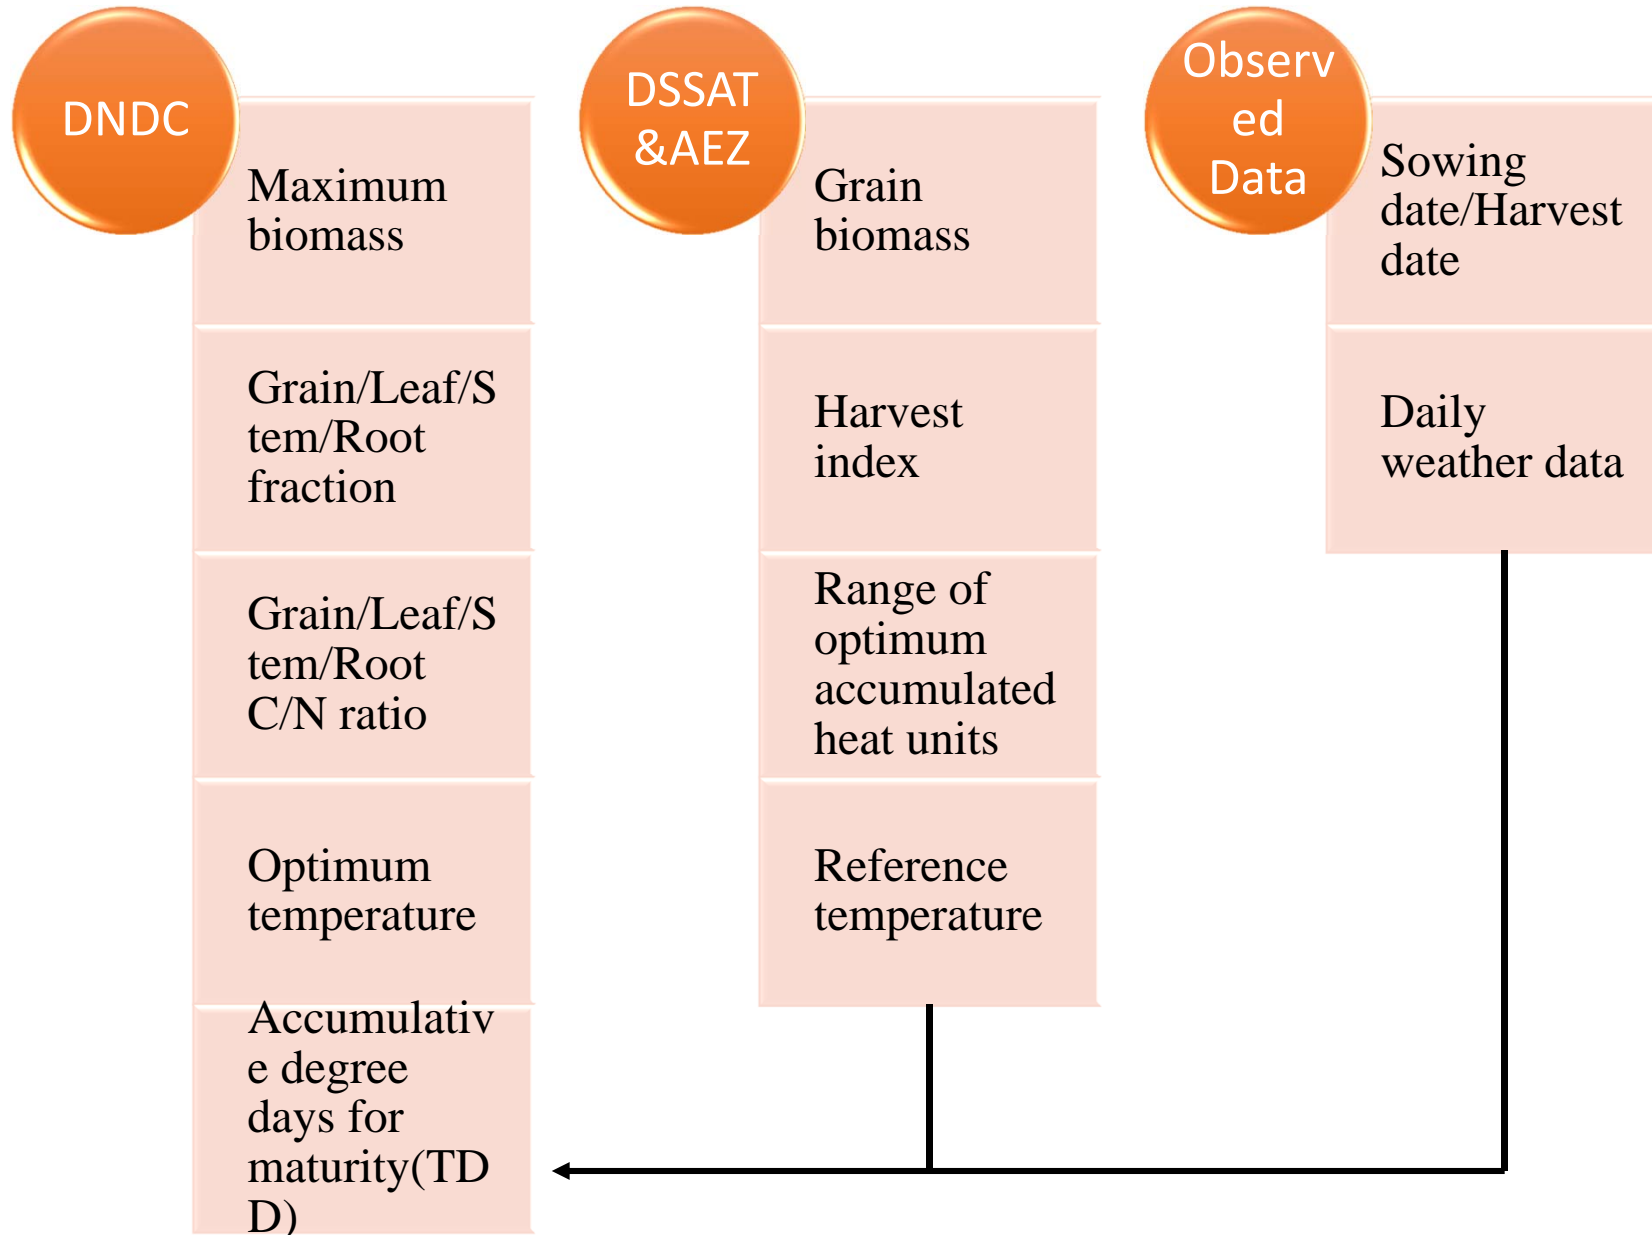 DNDC
Maximum
biomass
Grain/Leaf/S
tem/Root
fraction
Grain/Leaf/S
tem/Root
C/N ratio
Optimum
temperature
Accumulativ
e degree
days for
maturity(TD
D)
DSSAT
&AEZ
Grain
biomass
Harvest
index
Range of
optimum
accumulated
heat units
Reference
temperature
Observ
ed
Data
Sowing
date/Harvest
date
Daily
weather data